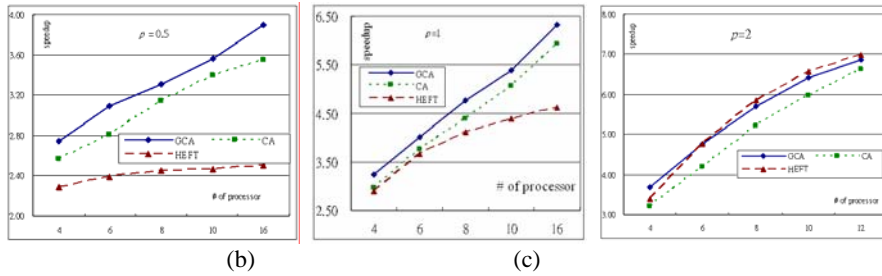 speedup
p =0.5
4.00
3.60
3.20
2.80
2.40
2.00
GCA
CA
HEFT
# of processor
4 6 8 10 16
(b)
speedup
p=1
6.50
5.50
4.50
3.50
2.50
GCA
CA
HEFT
# of processor
4 6 8 10 16
(c)
speedup
p=2
8.00
7.00
6.00
5.00
4.00
3.00
GCA
CA
HEFT
# of processor
4 6 8 10 12